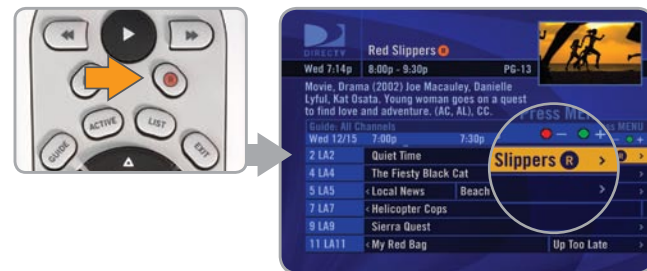 R
ACTIVE
LIST
GUIDE
EXIT
DIRECTV
Red Slippers R
Wed 7:14p 8:00p - 9:30p PG-13
Movie, Drama (2002) Joe Macauley, Danielle
Lyful, Kat Osata. Young woman goes on a quest
to find love and adventure. (AC, AL), CC.
Guide: All Channels
Wed 12/15 7:00p 7:30p
Press ME
MENU
– +
Slippers R >
>
2 LA2 Quiet Time R >
4 LA4 The Fiesty Black Cat >
5 LA5 <Local News Beach >
7 LA7 <Helicopter Cops
9 LA9 Sierra Quest >
11 LA11 <My Red Bag Up Too Late >